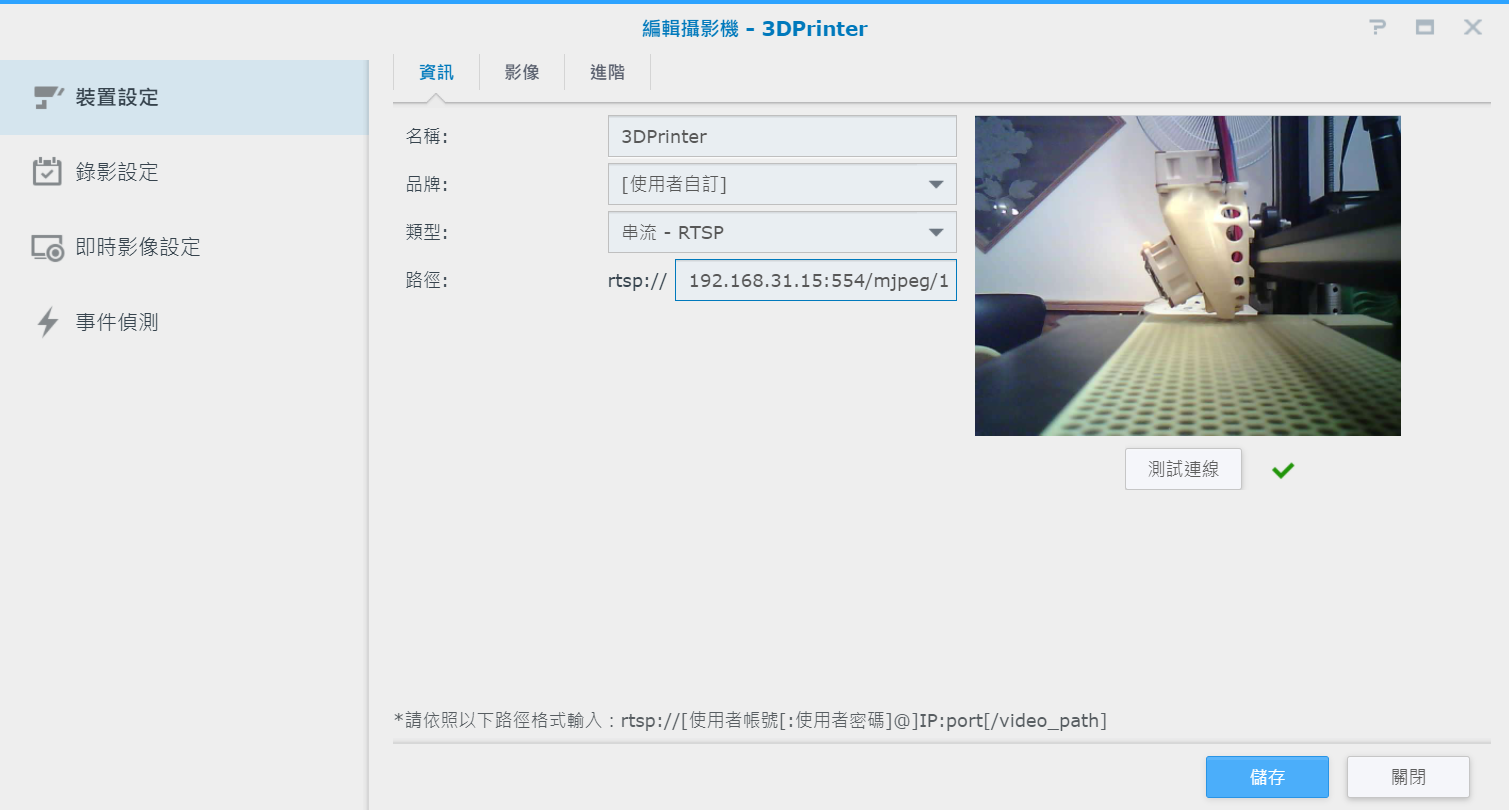 編輯攝影機 - 3DPrinter
裝置設定
錄影設定
即時影像設定
事件偵測
資訊
影像
進階
名稱:
3DPrinter
品牌:
[使用者自訂]
類型:
串流 - RTSP
路徑:
rtsp:// 192.168.31.15:554/mjpeg/1
測試連線
*請依照以下路徑格式輸入：rtsp://[使用者帳號[:使用者密碼]@]IP:port[/video_path]
儲存
關閉